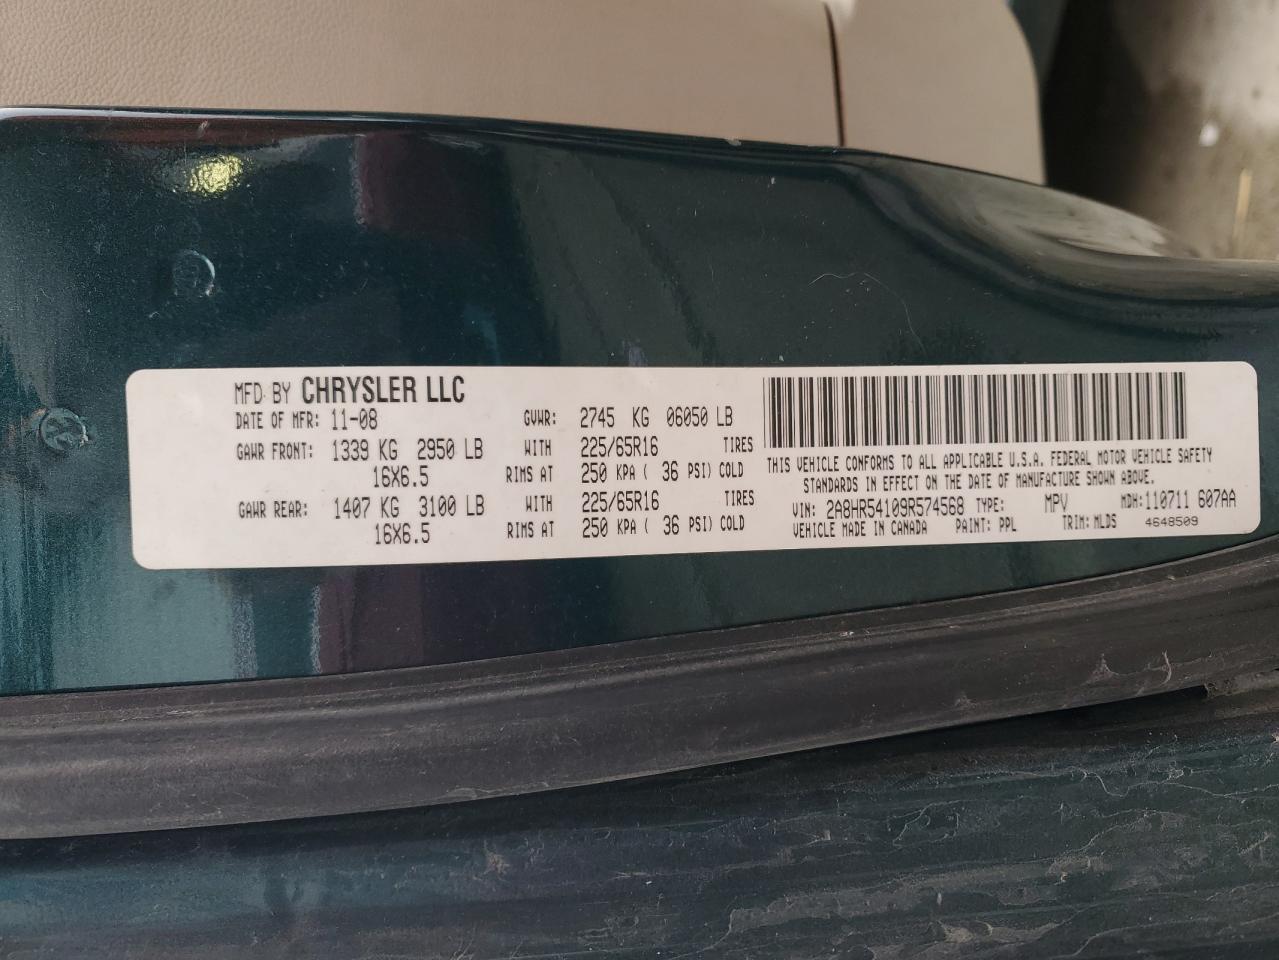 MFD BY CHRYSLER LLC
DATE OF MFR: 11-08 GVWR: 2745 KG 06050 LB
GAWR FRONT: 1339 KG 2950 LB WITH 225/65R16 TIRES
16X6.5 RIMS AT 250 KPA ( 36 PSI) COLD
GAWR REAR: 1407 KG 3100 LB WITH 225/65R16 TIRES
16X6.5 RIMS AT 250 KPA ( 36 PSI) COLD
THIS VEHICLE CONFORMS TO ALL APPLICABLE U.S.A. FEDERAL MOTOR VEHICLE SAFETY
STANDARDS IN EFFECT ON THE DATE OF MANUFACTURE SHOWN ABOVE.
VIN: 2A8HR54109R574568 TYPE: MPV MDH:110711 607AA
VEHICLE MADE IN CANADA PAINT: PPL TRIM: MLDS 4648509